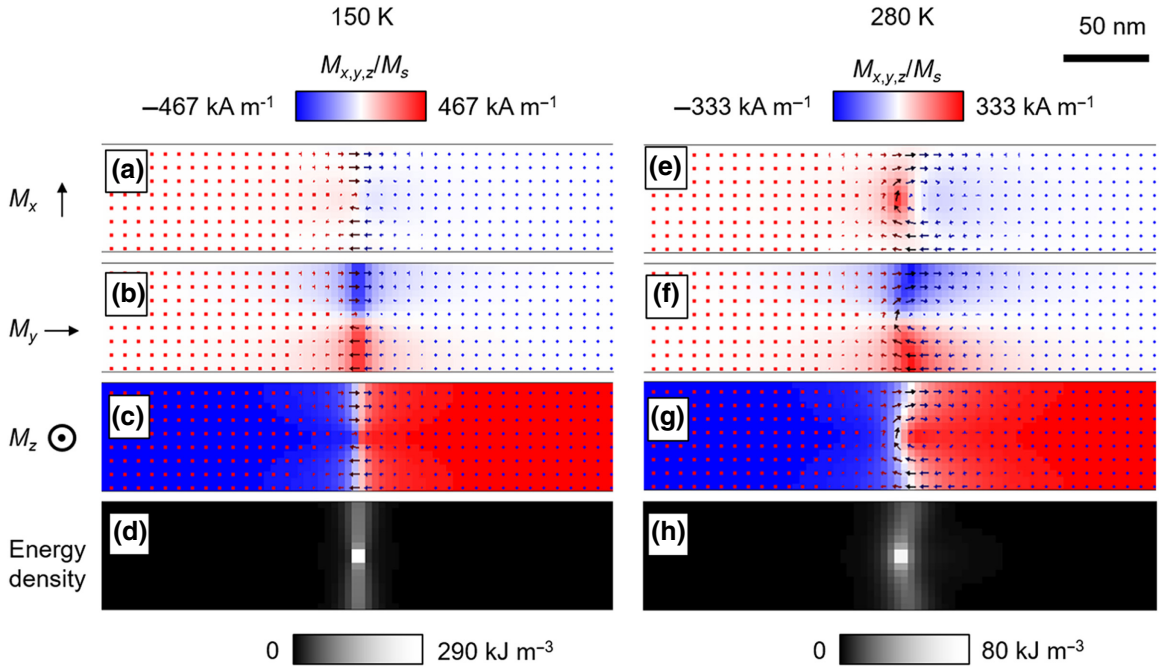 150 K
280 K
50 nm
Mx,y,z/Ms
Mx,y,z/Ms
–467 kA m⁻¹
467 kA m⁻¹
–333 kA m⁻¹
333 kA m⁻¹
(a)
(e)
Mx
(b)
(f)
My
(c)
(g)
Mz
(d)
(h)
Energy
density
0
290 kJ m⁻³
0
80 kJ m⁻³